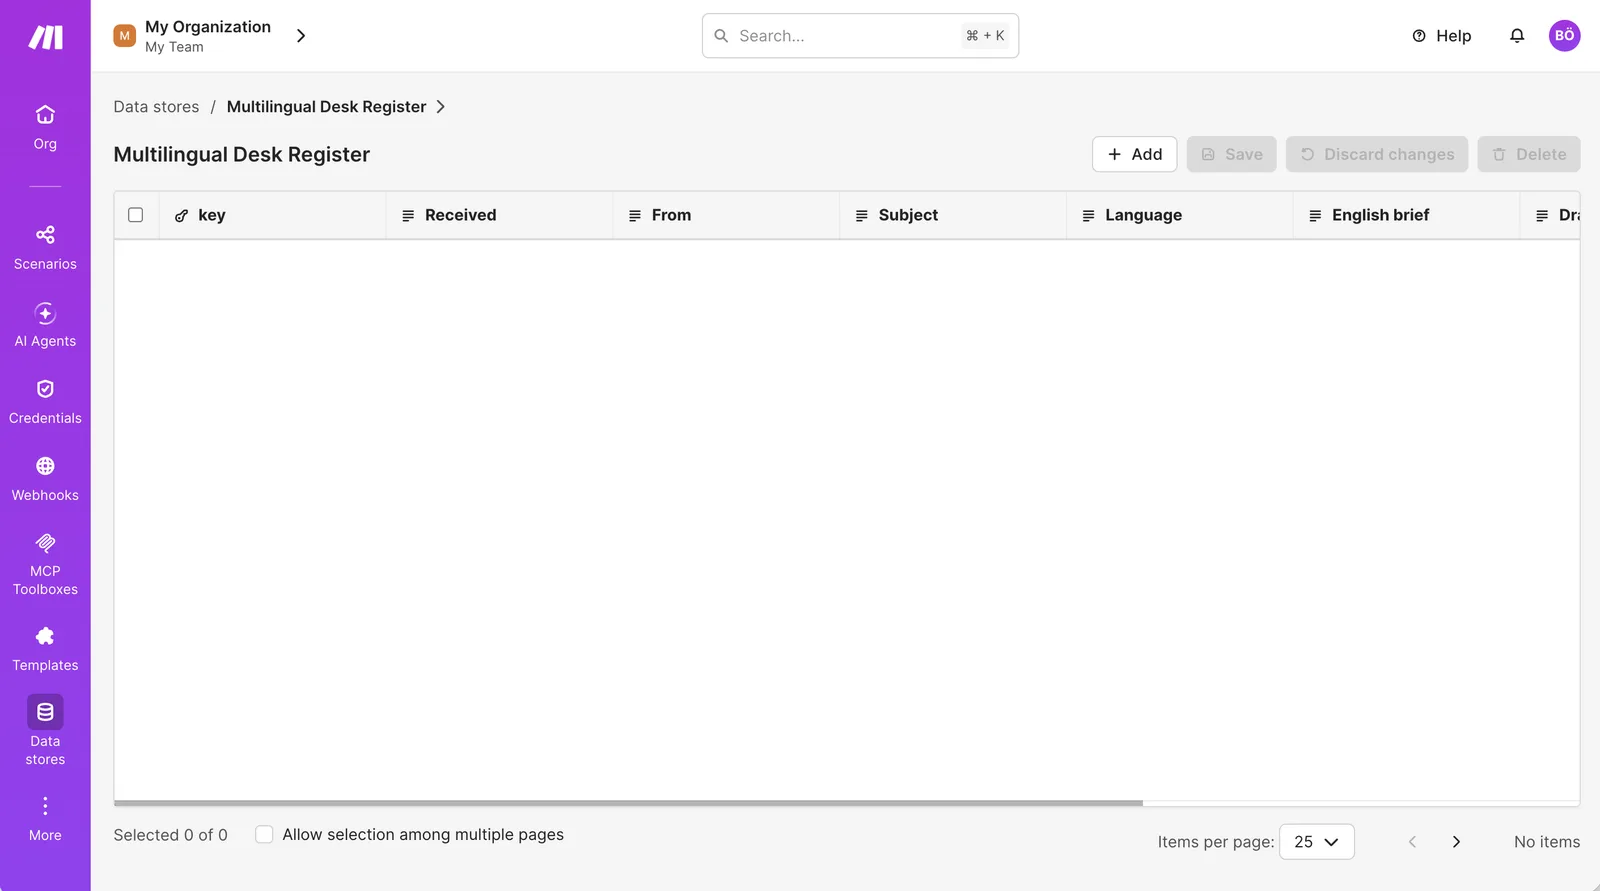 M
My Organization
My Team
Search...
⌘ + K
Help
BÖ
Org
Scenarios
AI Agents
Credentials
Webhooks
MCP
Toolboxes
Templates
Data
stores
More
Data stores / Multilingual Desk Register
Multilingual Desk Register
Add
Save
Discard changes
Delete
key
Received
From
Subject
Language
English brief
Dra
Selected 0 of 0
Allow selection among multiple pages
Items per page: 25
No items